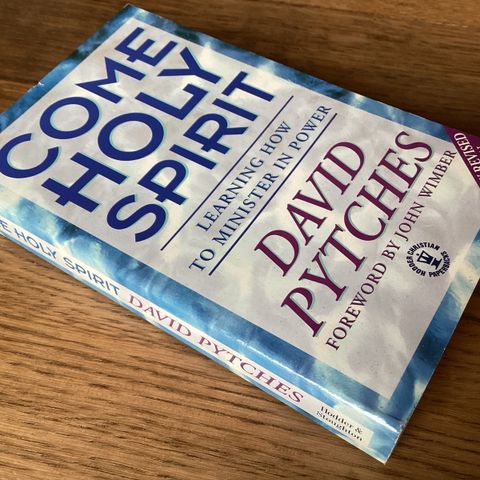 COME
HOLY
SPIRIT
LEARNING HOW
TO MINISTER IN POWER
DAVID
PYTCHES
FOREWORD BY JOHN WIMBER
REVISED
HODDER CHRISTIAN PAPERBACKS
E HOLY SPIRIT DAVID PYTCHES
Hodder &
Stoughton